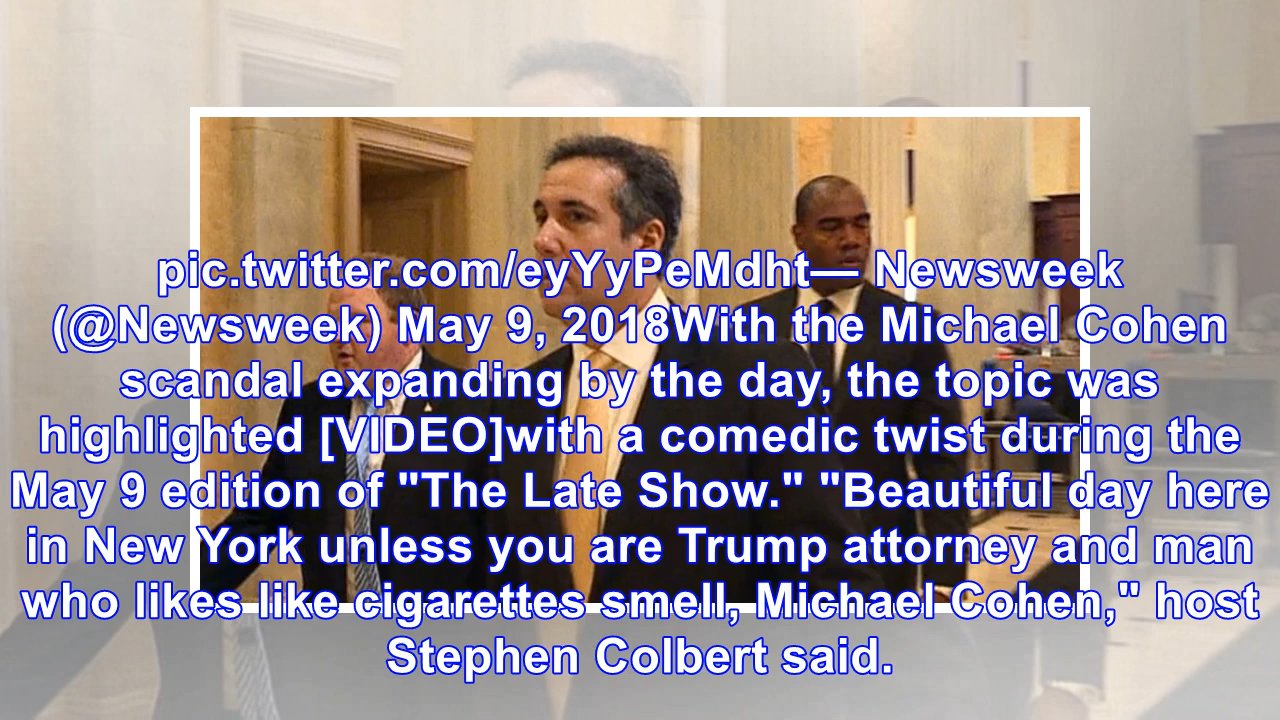 pic.twitter.com/eyYyPeMdht— Newsweek
(@Newsweek) May 9, 2018With the Michael Cohen
scandal expanding by the day, the topic was
highlighted [VIDEO]with a comedic twist during the
May 9 edition of "The Late Show." "Beautiful day here
in New York unless you are Trump attorney and man
who likes like cigarettes smell, Michael Cohen," host
Stephen Colbert said.